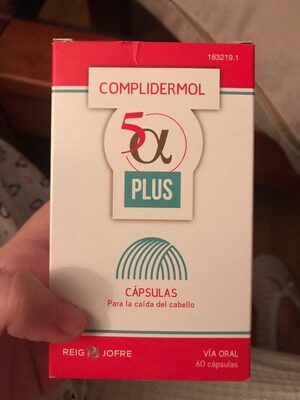 183219.1
COMPLIDERMOL
5α
PLUS
CÁPSULAS
Para la caída del cabello
REIG JOFRE
VÍA ORAL
60 cápsulas